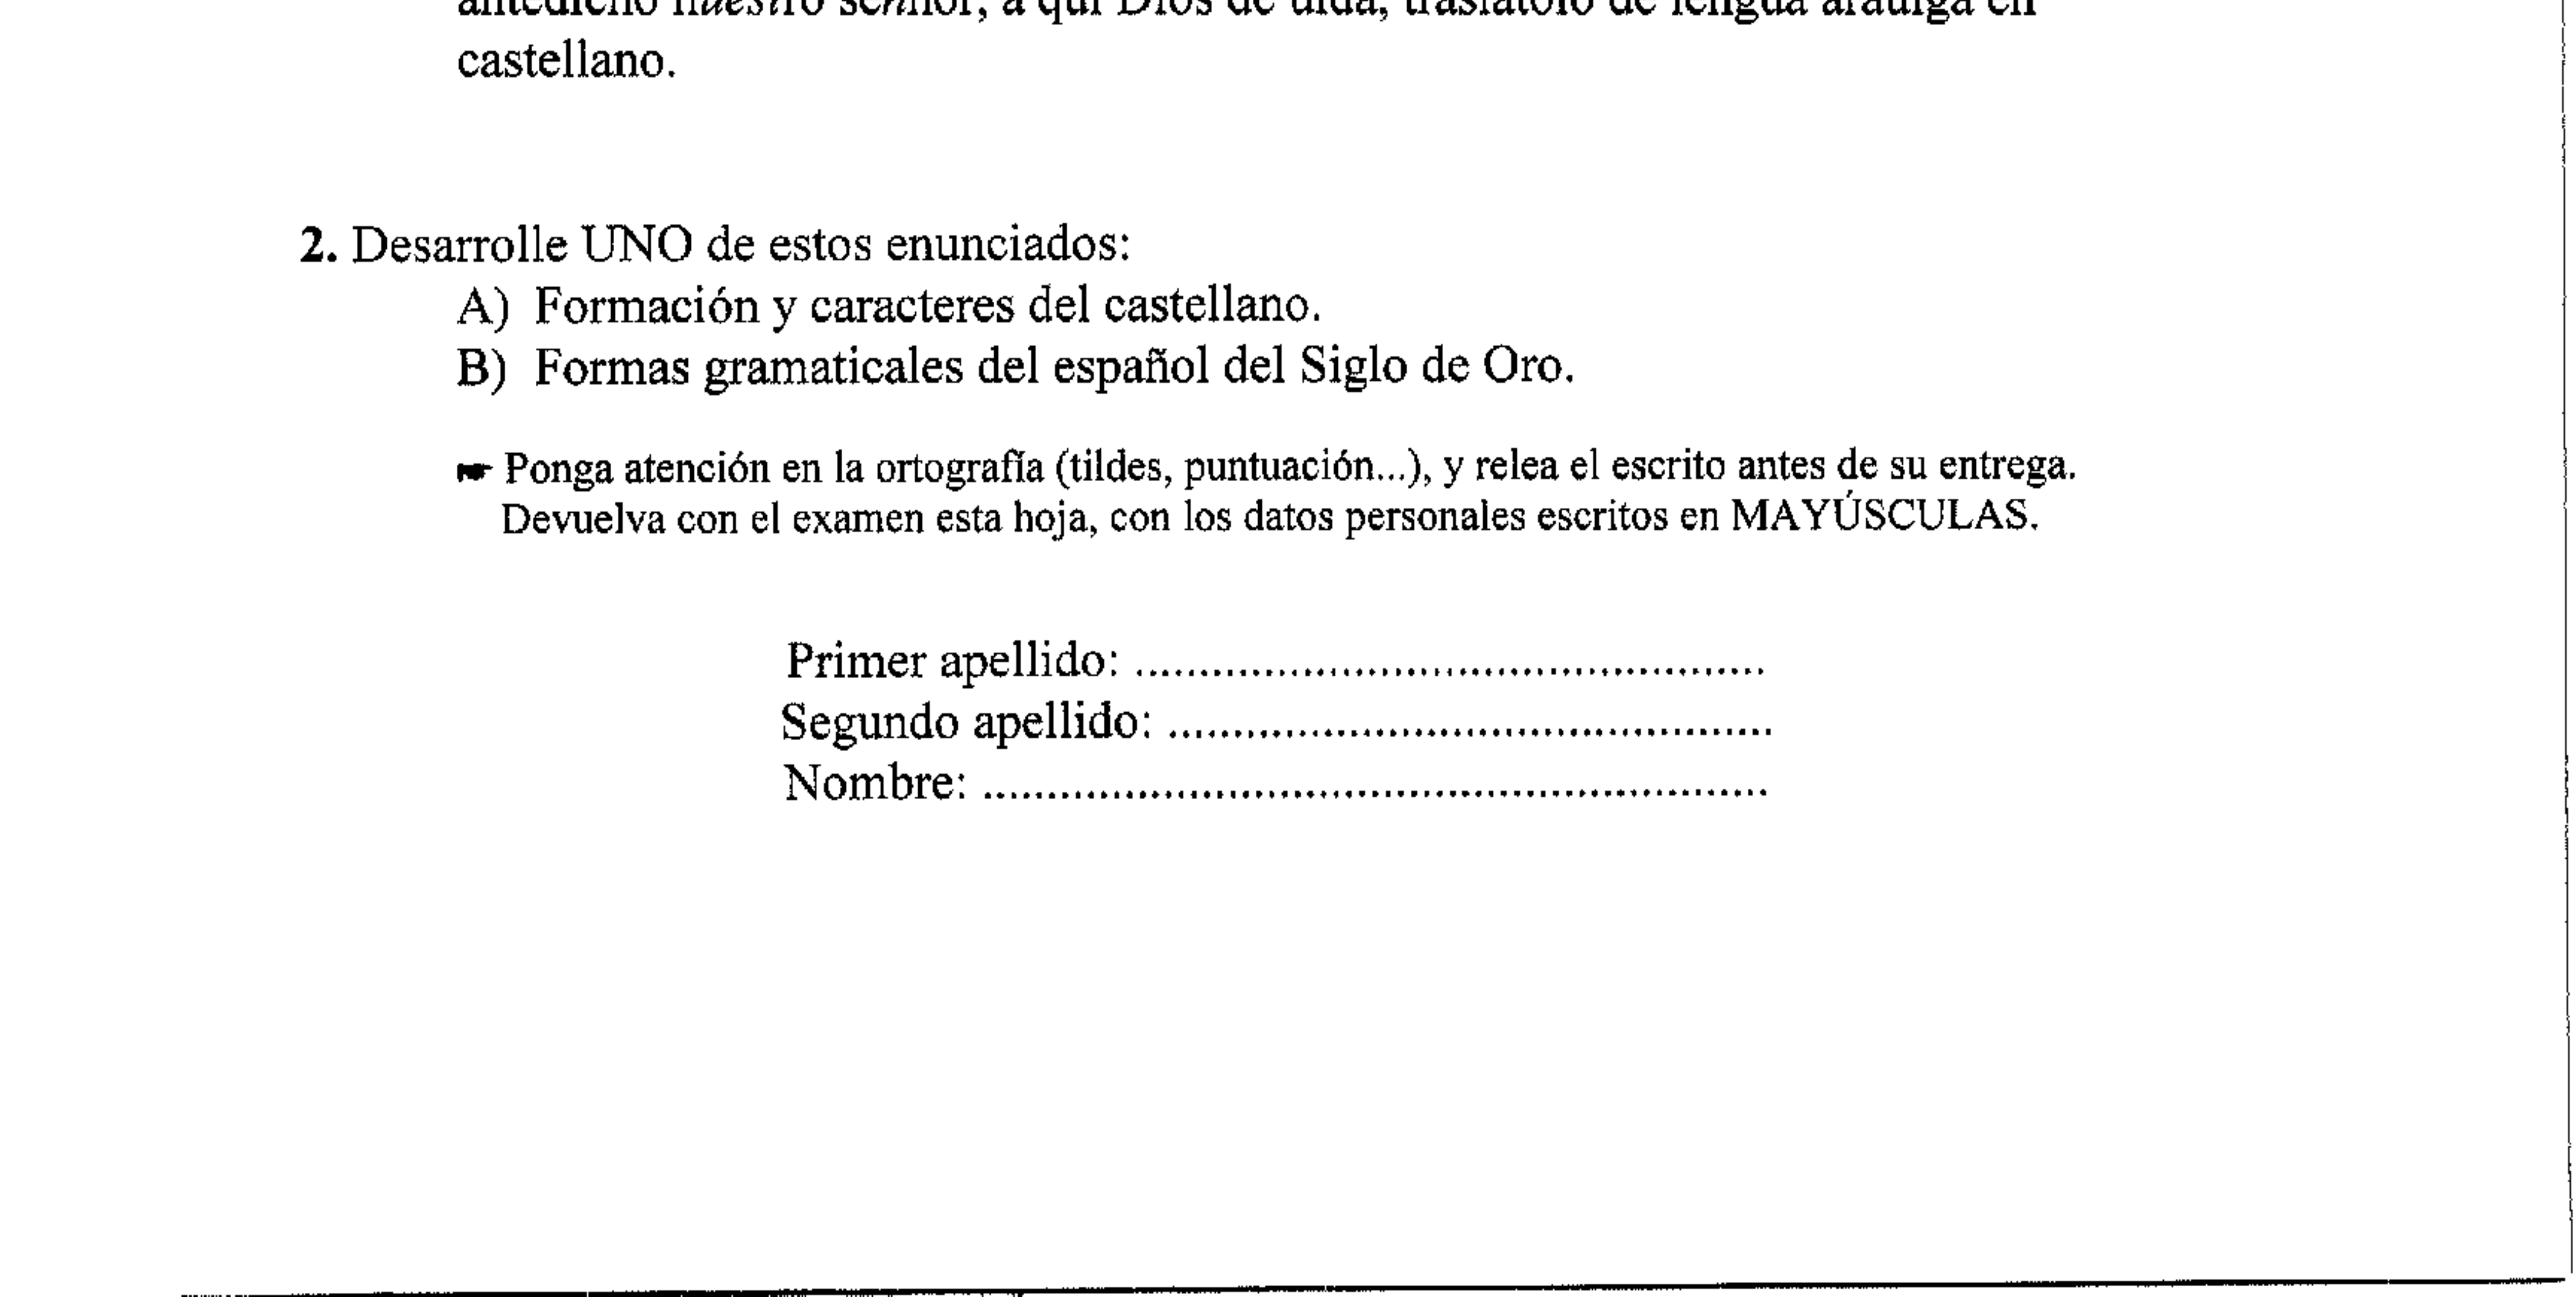 antedicho nuestro senhor, a qui Dios de uida, traslatolo de lengua arauiga en
castellano.
2. Desarrolle UNO de estos enunciados:
A) Formación y caracteres del castellano.
B) Formas gramaticales del español del Siglo de Oro.
☛ Ponga atención en la ortografía (tildes, puntuación...), y relea el escrito antes de su entrega.
Devuelva con el examen esta hoja, con los datos personales escritos en MAYÚSCULAS.
Primer apellido: ................................................
Segundo apellido: ..............................................
Nombre: ............................................................